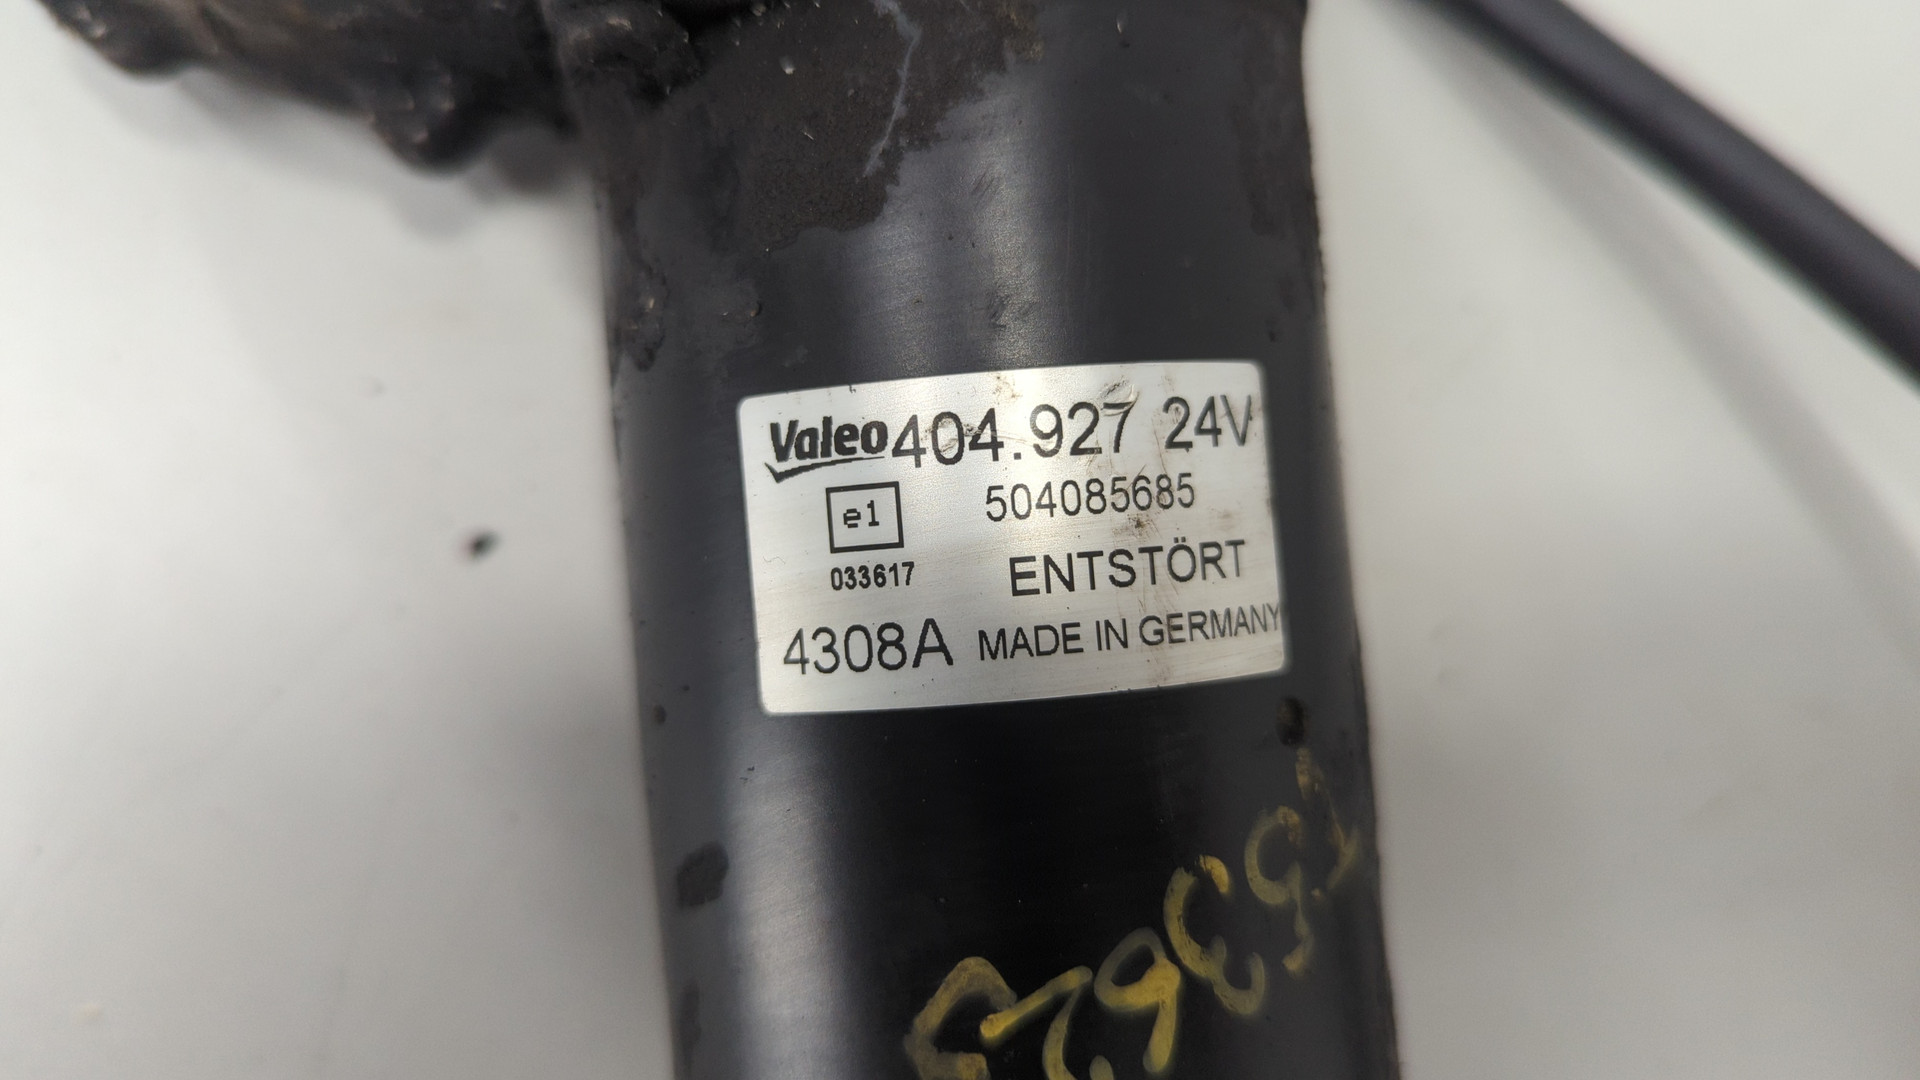 Valeo 404.927 24V
e1 504085685
033617 ENTSTÖRT
4308A MADE IN GERMANY